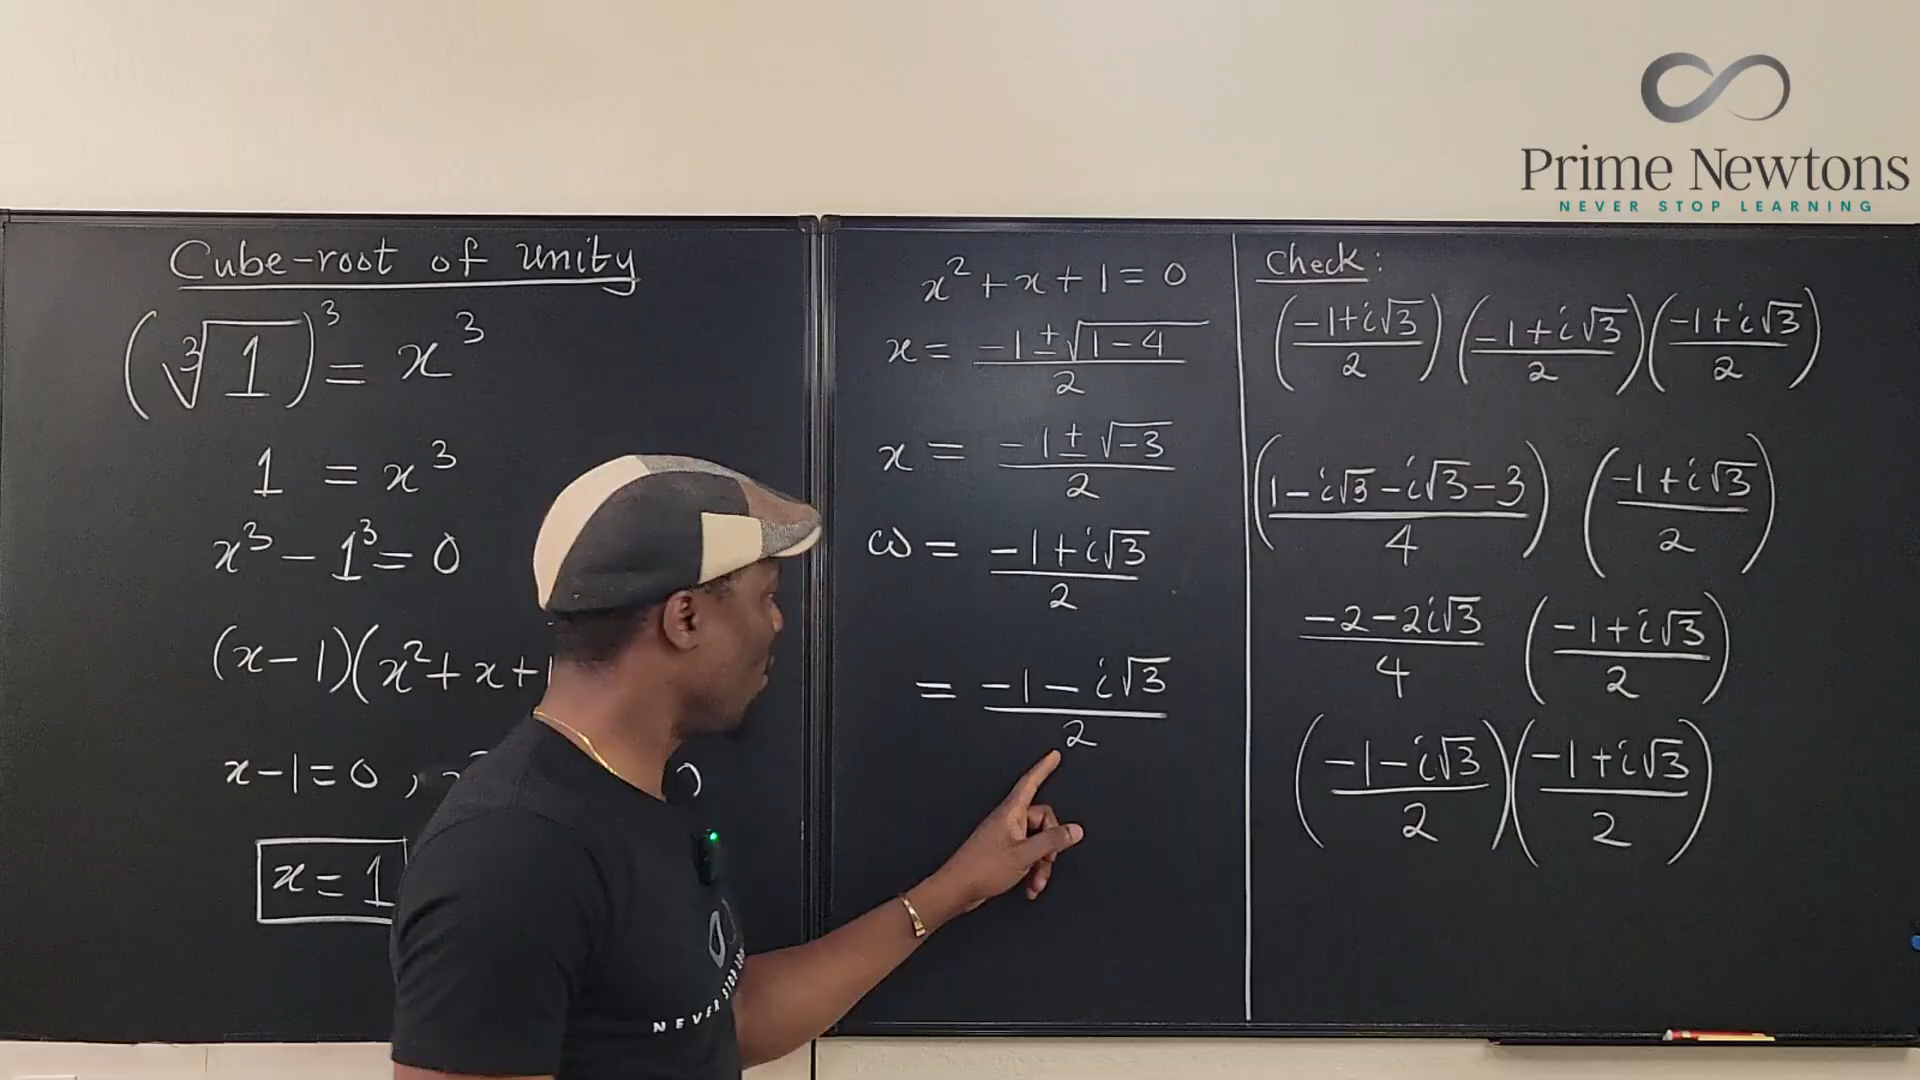 Prime Newtons
NEVER STOP LEARNING
Cube-root of unity
(∛1)³ = x³
1 = x³
x³ - 1³ = 0
(x-1)(x²+x+1
x-1=0 ,
x=1
x²+x+1=0
x= (-1±√(1-4))/2
x = (-1±√-3)/2
ω = (-1+i√3)/2
= (-1-i√3)/2
Check:
((-1+i√3)/2)((-1+i√3)/2)((-1+i√3)/2)
((1-i√3-i√3-3)/4) ((-1+i√3)/2)
(-2-2i√3)/4 ((-1+i√3)/2)
((-1-i√3)/2)((-1+i√3)/2)
NEVER STOP